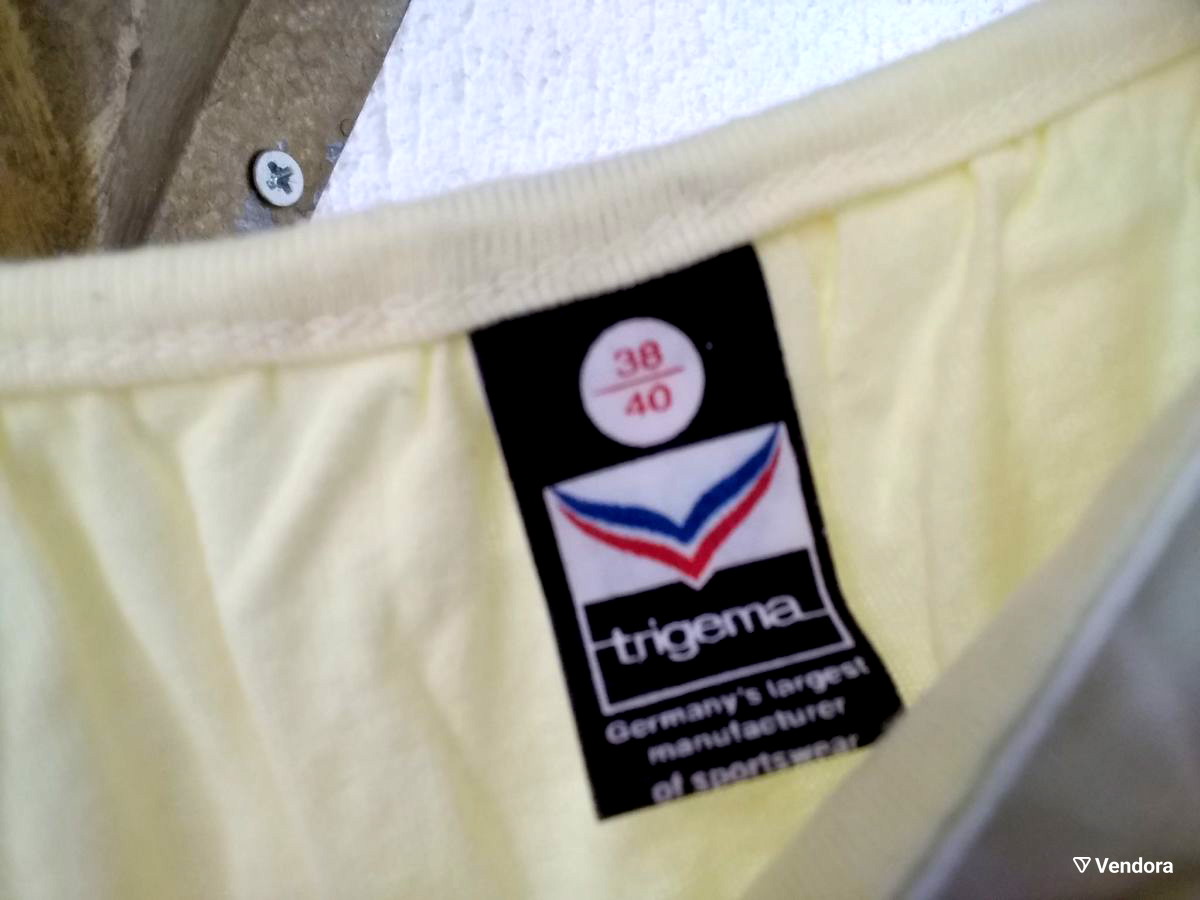 38
40
trigema
Germany's largest
manufacturer
of sportswear
Vendora